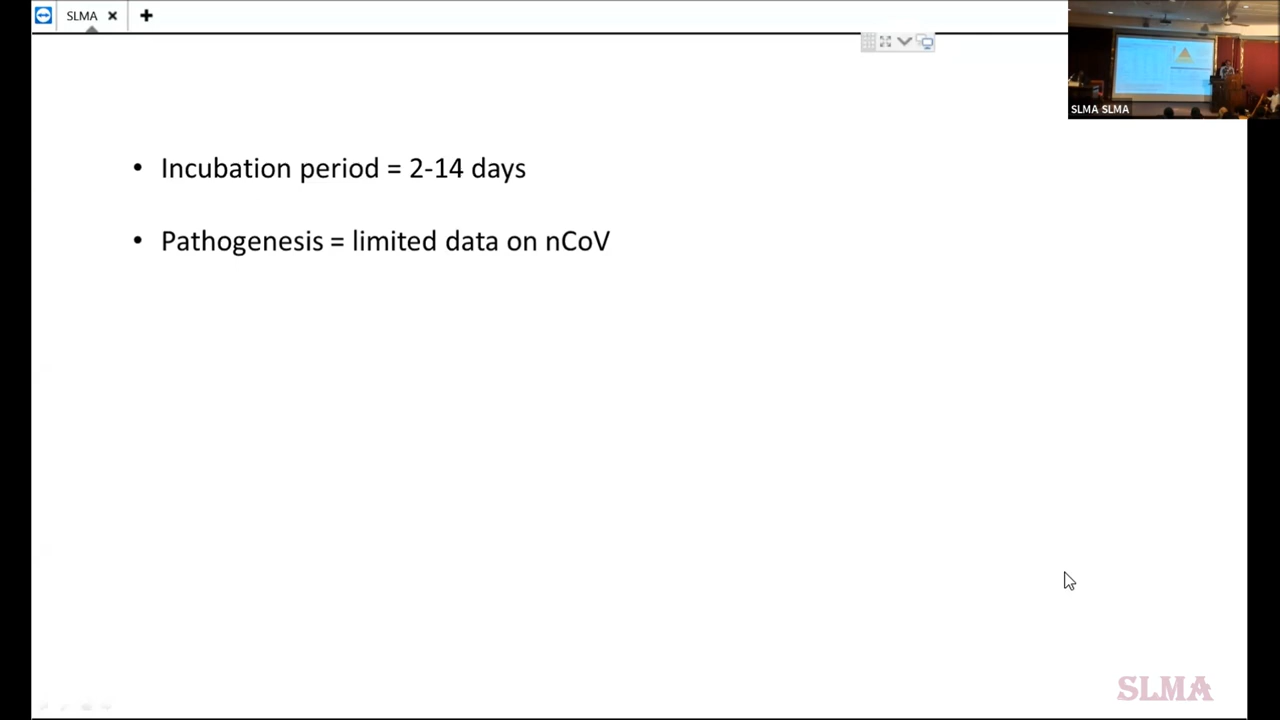 SLMA
SLMA SLMA
• Incubation period = 2-14 days
• Pathogenesis = limited data on nCoV
SLMA